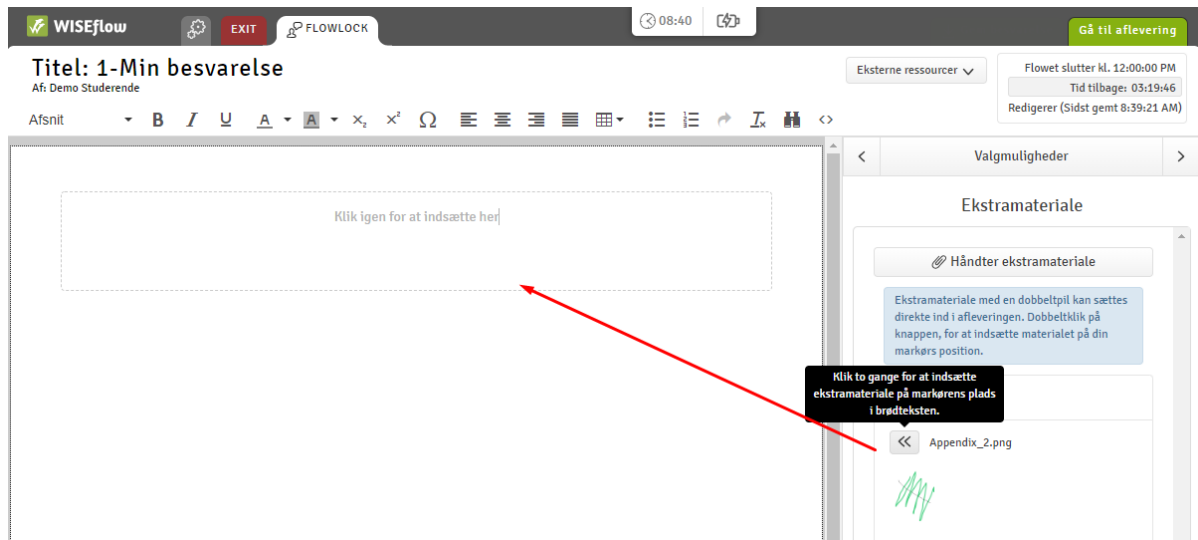 WISEflow
EXIT
FLOWLOCK
08:40
Gå til aflevering
Titel: 1-Min besvarelse
Af: Demo Studerende
Eksterne ressourcer
Flowet slutter kl. 12:00:00 PM
Tid tilbage: 03:19:46
Redigerer (Sidst gemt 8:39:21 AM)
Afsnit
B I U A A x₂ x² Ω Tx <>
Valgmuligheder
Klik igen for at indsætte her
Ekstramateriale
Håndter ekstramateriale
Ekstramateriale med en dobbeltpil kan sættes
direkte ind i afleveringen. Dobbeltklik på
knappen, for at indsætte materialet på din
markørs position.
Klik to gange for at indsætte
ekstramateriale på markørens plads
i brødteksten.
Appendix_2.png